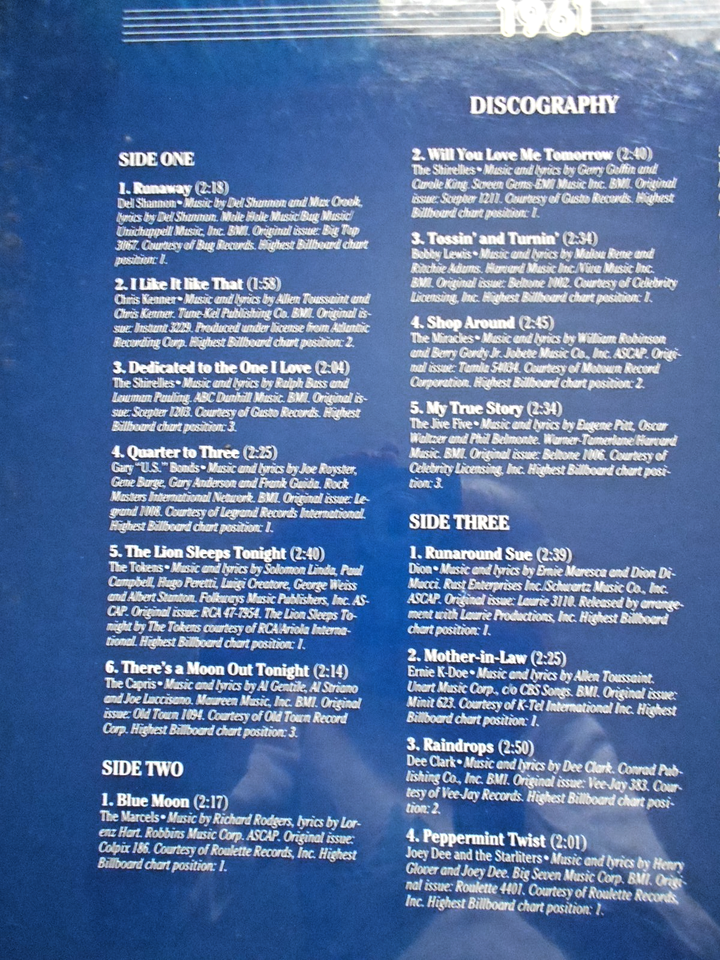 1961
DISCOGRAPHY
SIDE ONE
1. Runaway (2:18)
Del Shannon • Music by Del Shannon and Max Crook,
lyrics by Del Shannon. Mole Hole Music/Bug Music/
Unichappell Music, Inc. BMI. Original issue: Big Top
3067. Courtesy of Bug Records. Highest Billboard chart
position: 1.
2. I Like It like That (1:58)
Chris Kenner • Music and lyrics by Allen Toussaint and
Chris Kenner. Tune-Kel Publishing Co. BMI. Original is-
sue: Instant 3229. Produced under license from Atlantic
Recording Corp. Highest Billboard chart position: 2.
3. Dedicated to the One I Love (2:04)
The Shirelles • Music and lyrics by Ralph Bass and
Lowman Pauling. ABC Dunhill Music. BMI. Original is-
sue: Scepter 1203. Courtesy of Gusto Records. Highest
Billboard chart position: 3.
4. Quarter to Three (2:25)
Gary "U.S." Bonds • Music and lyrics by Joe Royster,
Gene Barge, Gary Anderson and Frank Guida. Rock
Masters International Network. BMI. Original issue: Le-
grand 1008. Courtesy of Legrand Records International.
Highest Billboard chart position: 1.
5. The Lion Sleeps Tonight (2:40)
The Tokens • Music and lyrics by Solomon Linda, Paul
Campbell, Hugo Peretti, Luigi Creatore, George Weiss
and Albert Stanton. Folkways Music Publishers, Inc. AS-
CAP. Original issue: RCA 47-7954. The Lion Sleeps To-
night by The Tokens courtesy of RCA/Ariola Interna-
tional. Highest Billboard chart position: 1.
6. There's a Moon Out Tonight (2:14)
The Capris • Music and lyrics by Al Gentile, Al Striano
and Joe Luccisano. Maureen Music, Inc. BMI. Original
issue: Old Town 1094. Courtesy of Old Town Record
Corp. Highest Billboard chart position: 3.
SIDE TWO
1. Blue Moon (2:17)
The Marcels • Music by Richard Rodgers, lyrics by Lor-
enz Hart. Robbins Music Corp. ASCAP. Original issue:
Colpix 186. Courtesy of Roulette Records, Inc. Highest
Billboard chart position: 1.
2. Will You Love Me Tomorrow (2:40)
The Shirelles • Music and lyrics by Gerry Goffin and
Carole King. Screen Gems-EMI Music Inc. BMI. Original
issue: Scepter 1211. Courtesy of Gusto Records. Highest
Billboard chart position: 1.
3. Tossin' and Turnin' (2:34)
Bobby Lewis • Music and lyrics by Malou Rene and
Ritchie Adams. Harvard Music Inc./Viva Music Inc.
BMI. Original issue: Beltone 1002. Courtesy of Celebrity
Licensing, Inc. Highest Billboard chart position: 1.
4. Shop Around (2:45)
The Miracles • Music and lyrics by William Robinson
and Berry Gordy Jr. Jobete Music Co., Inc. ASCAP. Origi-
nal issue: Tamla 54034. Courtesy of Motown Record
Corporation. Highest Billboard chart position: 2.
5. My True Story (2:34)
The Jive Five • Music and lyrics by Eugene Pitt, Oscar
Waltzer and Phil Belmonte. Warner-Tamerlane/Harvard
Music. BMI. Original issue: Beltone 1006. Courtesy of
Celebrity Licensing, Inc. Highest Billboard chart posi-
tion: 3.
SIDE THREE
1. Runaround Sue (2:39)
Dion • Music and lyrics by Ernie Maresca and Dion Di-
Mucci. Rust Enterprises Inc./Schwartz Music Co., Inc.
ASCAP. Original issue: Laurie 3110. Released by arrange-
ment with Laurie Productions, Inc. Highest Billboard
chart position: 1.
2. Mother-in-Law (2:25)
Ernie K-Doe • Music and lyrics by Allen Toussaint.
Unart Music Corp., c/o CBS Songs. BMI. Original issue:
Minit 623. Courtesy of K-Tel International Inc. Highest
Billboard chart position: 1.
3. Raindrops (2:50)
Dee Clark • Music and lyrics by Dee Clark. Conrad Pub-
lishing Co., Inc. BMI. Original issue: Vee-Jay 383. Cour-
tesy of Vee-Jay Records. Highest Billboard chart posi-
tion: 2.
4. Peppermint Twist (2:01)
Joey Dee and the Starliters • Music and lyrics by Henry
Glover and Joey Dee. Big Seven Music Corp. BMI. Origi-
nal issue: Roulette 4401. Courtesy of Roulette Records,
Inc. Highest Billboard chart position: 1.